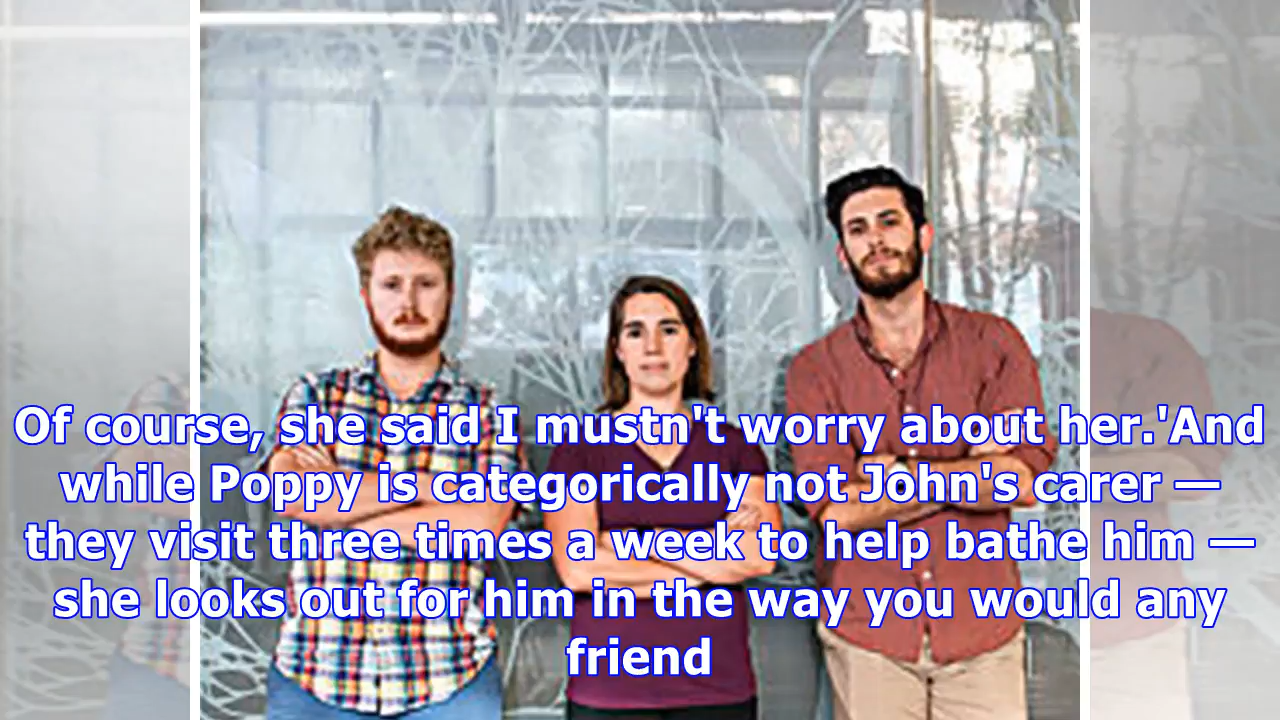 Of course, she said I mustn't worry about her.'And
while Poppy is categorically not John's carer —
they visit three times a week to help bathe him —
she looks out for him in the way you would any
friend